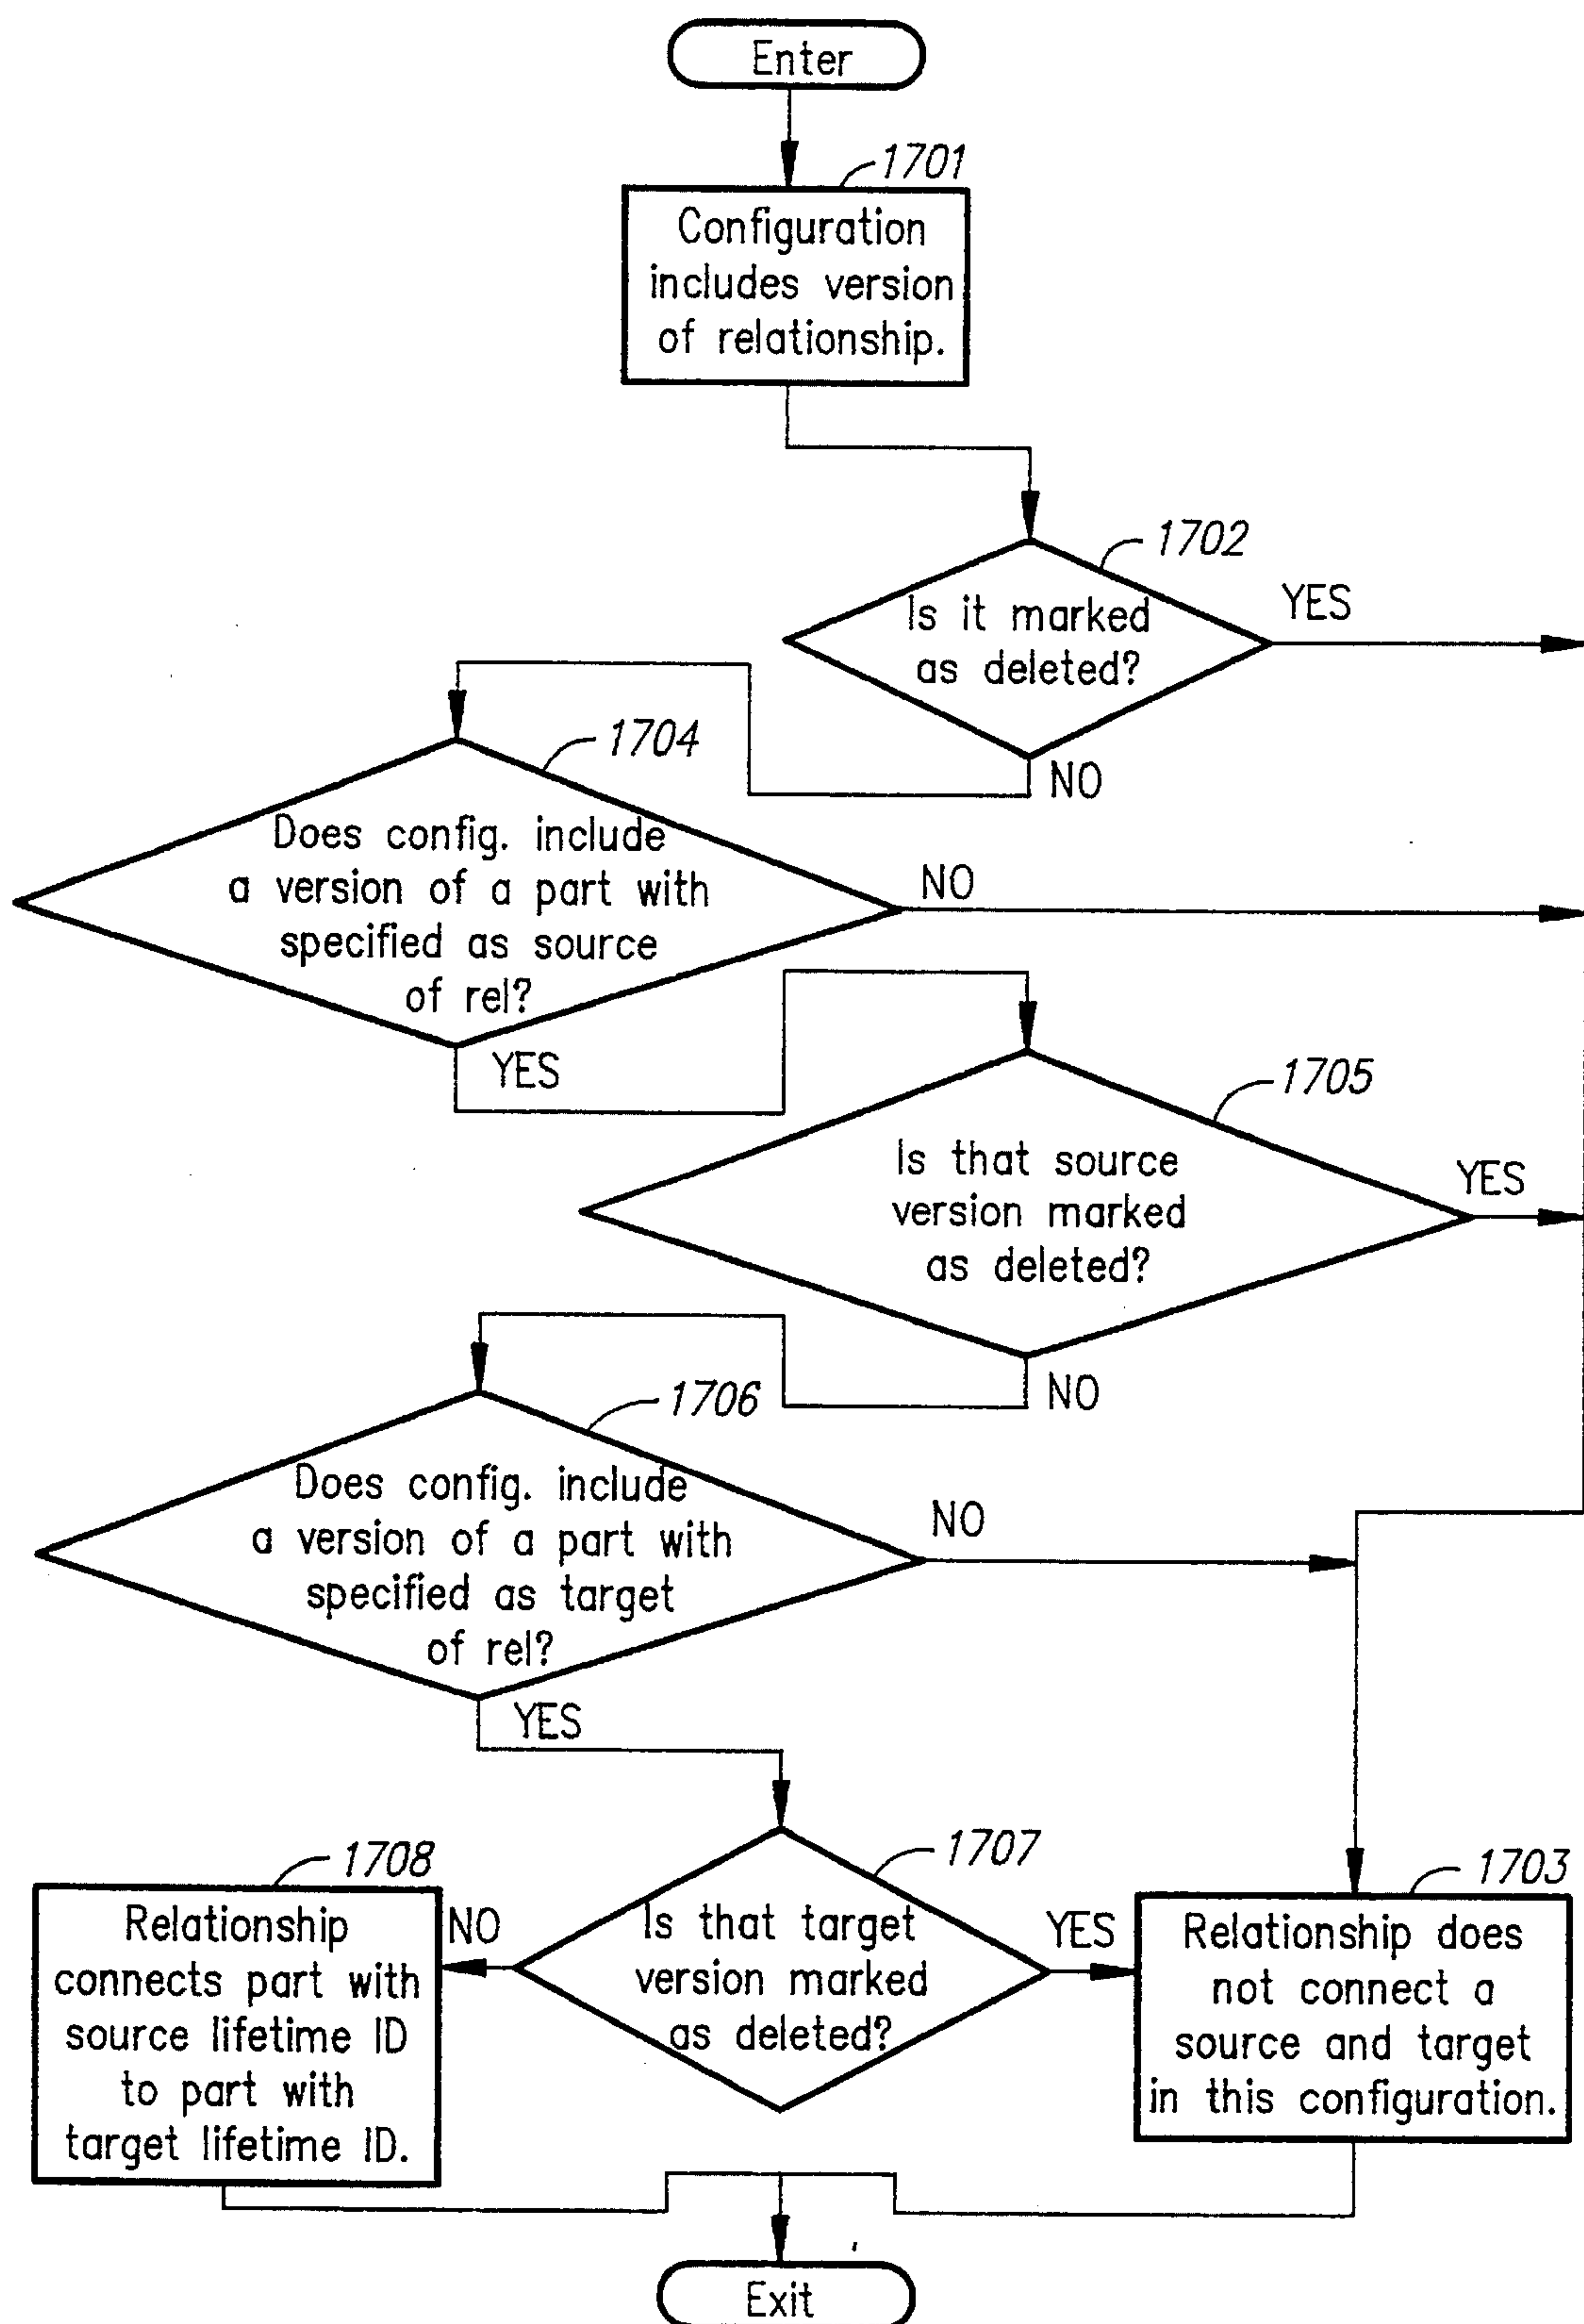 Enter
1701
Configuration
includes version
of relationship.
1702
Is it marked
as deleted?
YES
NO
1704
Does config. include
a version of a part with
specified as source
of rel?
NO
YES
1705
Is that source
version marked
as deleted?
YES
NO
1706
Does config. include
a version of a part with
specified as target
of rel?
NO
YES
1707
Is that target
version marked
as deleted?
NO
YES
1708
Relationship
connects part with
source lifetime ID
to part with
target lifetime ID.
1703
Relationship does
not connect a
source and target
in this configuration.
Exit